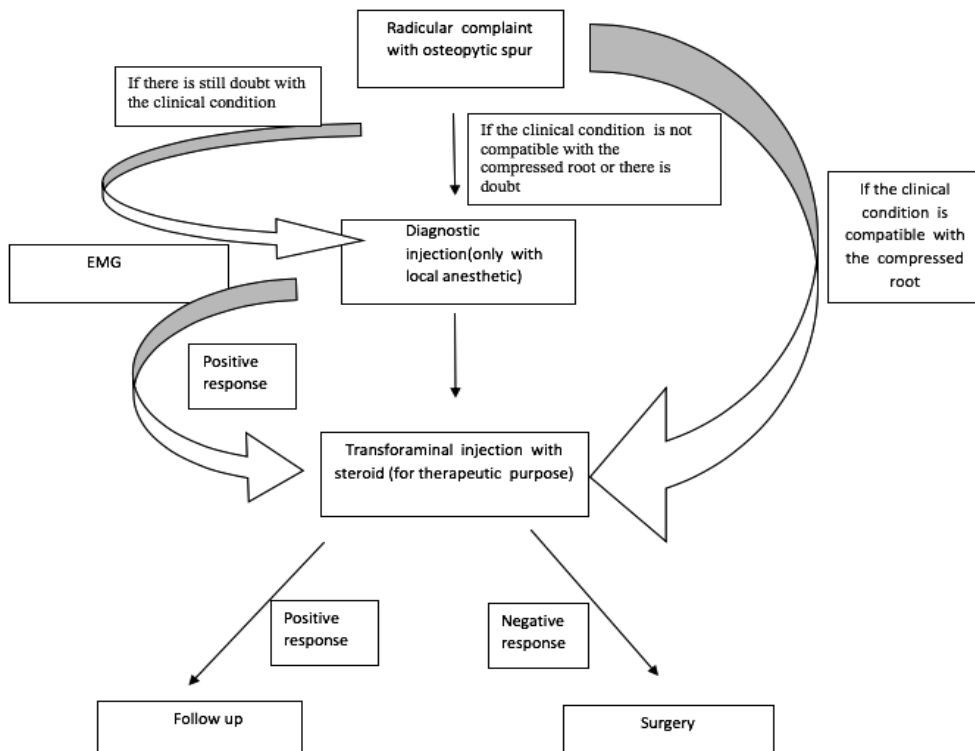 Radicular complaint
with osteopytic spur
If there is still doubt with
the clinical condition
If the clinical condition is not
compatible with the
compressed root or there is
doubt
If the clinical
condition is
compatible with
the compressed
root
Diagnostic
injection(only with
local anesthetic)
EMG
Positive
response
Transforaminal injection with
steroid (for therapeutic purpose)
Positive
response
Negative
response
Follow up
Surgery